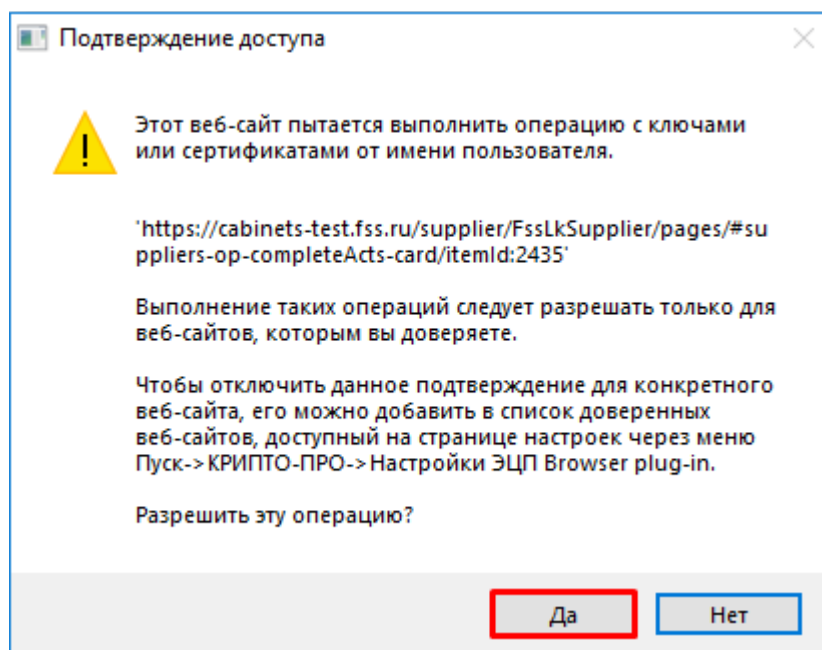 Подтверждение доступа
Этот веб-сайт пытается выполнить операцию с ключами
или сертификатами от имени пользователя.
'https://cabinets-test.fss.ru/supplier/FssLkSupplier/pages/#su
ppliers-op-completeActs-card/itemId:2435'
Выполнение таких операций следует разрешать только для
веб-сайтов, которым вы доверяете.
Чтобы отключить данное подтверждение для конкретного
веб-сайта, его можно добавить в список доверенных
веб-сайтов, доступный на странице настроек через меню
Пуск->КРИПТО-ПРО->Настройки ЭЦП Browser plug-in.
Разрешить эту операцию?
Да Нет